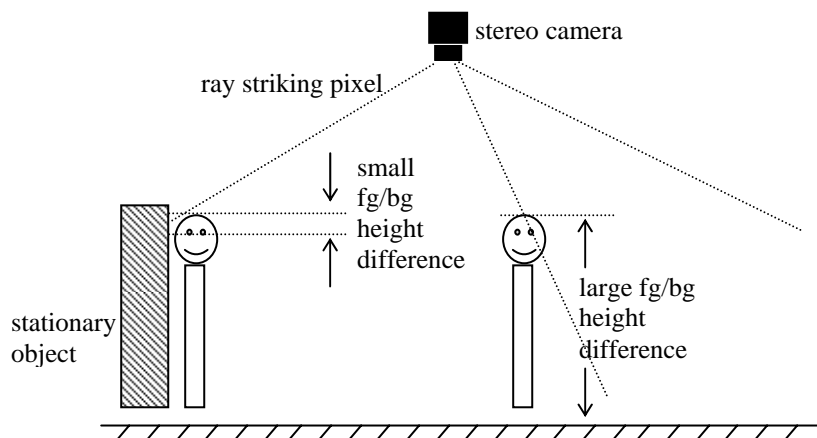 stereo camera
ray striking pixel
small
fg/bg
height
difference
large fg/bg
height
difference
stationary
object